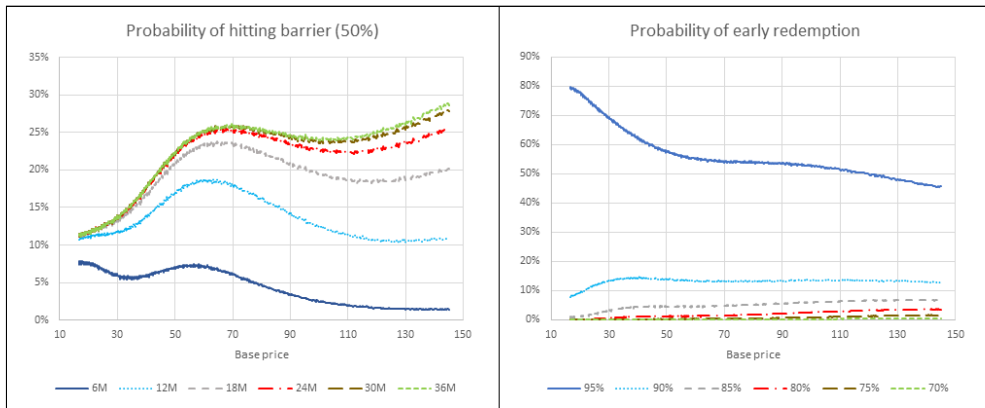 Probability of hitting barrier (50%)
35%
30%
25%
20%
15%
10%
5%
0%
10 30 50 70 90 110 130 150
Base price
6M 12M 18M 24M 30M 36M
Probability of early redemption
90%
80%
70%
60%
50%
40%
30%
20%
10%
0%
10 30 50 70 90 110 130 150
Base price
95% 90% 85% 80% 75% 70%